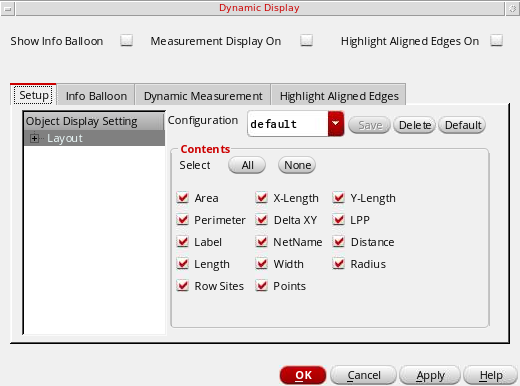 Dynamic Display
Show Info Balloon Measurement Display On Highlight Aligned Edges On
Setup Info Balloon Dynamic Measurement Highlight Aligned Edges
Object Display Setting
Layout
Configuration default Save Delete Default
Contents
Select All None
Area X-Length Y-Length
Perimeter Delta XY LPP
Label NetName Distance
Length Width Radius
Row Sites Points
OK Cancel Apply Help